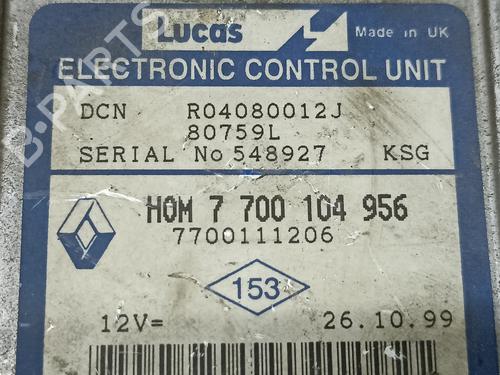 Lucas
Made in UK
ELECTRONIC CONTROL UNIT
DCN R04080012J
80759L
SERIAL No 548927 KSG
HOM 7 700 104 956
7700111206
153
12V= 26.10.99
B-PARTS